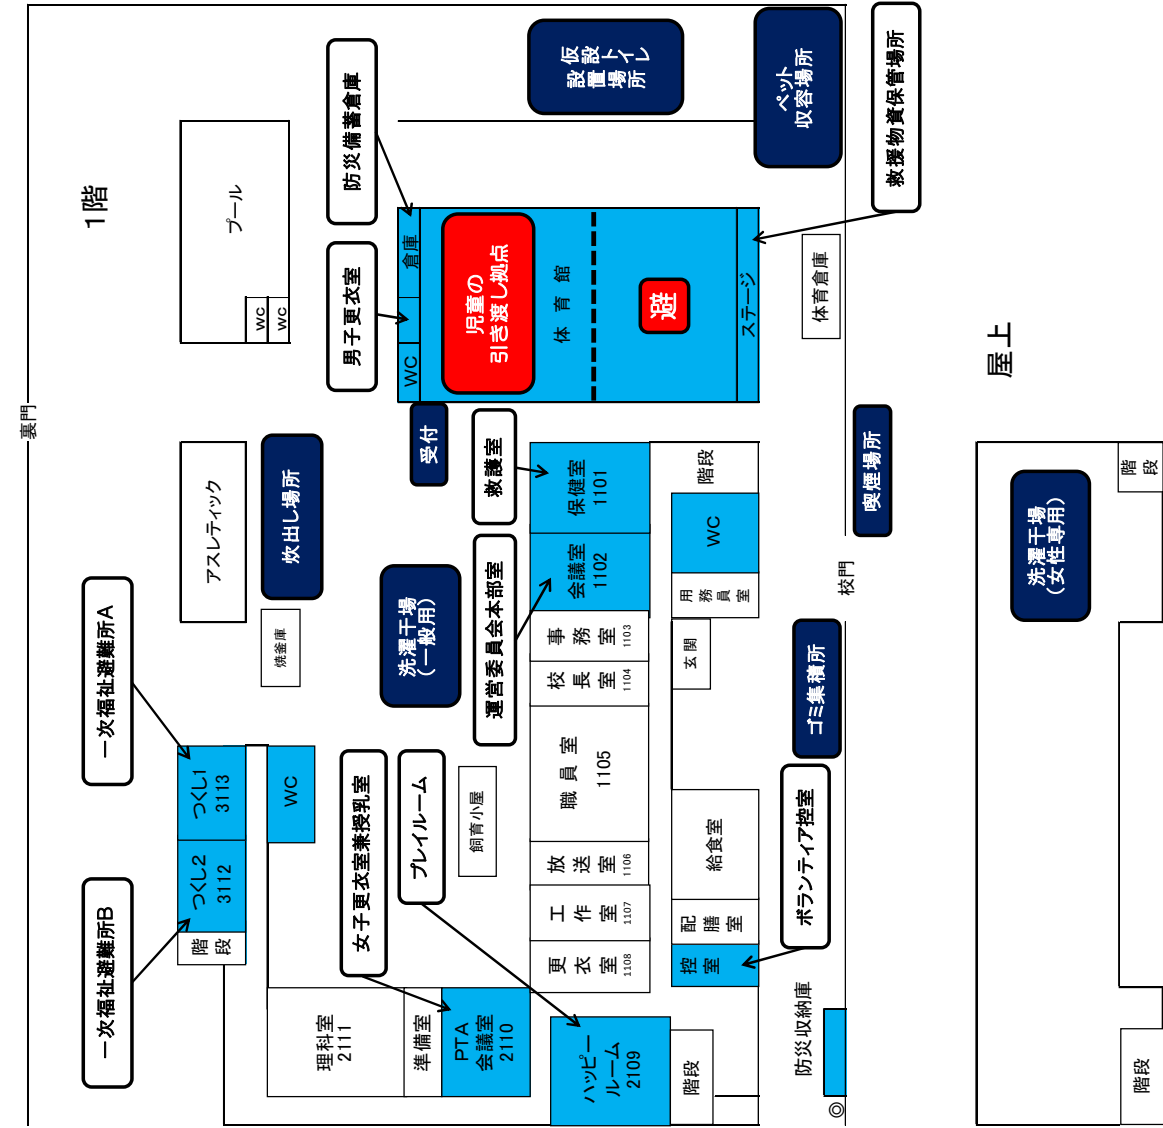 1階
裏門
プール
WC
WC
アスレティック
炊出し場所
焼釜庫
一次福祉避難所A
一次福祉避難所B
つくし1
3113
つくし2
3112
階段
WC
理科室
2111
準備室
PTA
会議室
2110
女子更衣室兼授乳室
プレイルーム
ハッピー
ルーム
2109
階段
飼育小屋
洗濯干場
(一般用)
防災備蓄倉庫
男子更衣室
倉庫
WC
受付
児童の
引き渡し拠点
体育館
避
ステージ
仮設トイレ
設置場所
ペット
収容場所
救援物資保管場所
体育倉庫
救護室
運営委員会本部室
保健室
1101
会議室
1102
事務室
1103
校長室
1104
職員室
1105
放送室
1106
工作室
1107
更衣室
1108
階段
WC
用務員室
玄関
給食室
配膳室
控室
ボランティア控室
喫煙場所
校門
ゴミ集積所
防災収納庫
◎
屋上
階段
洗濯干場
(女性専用)
階段